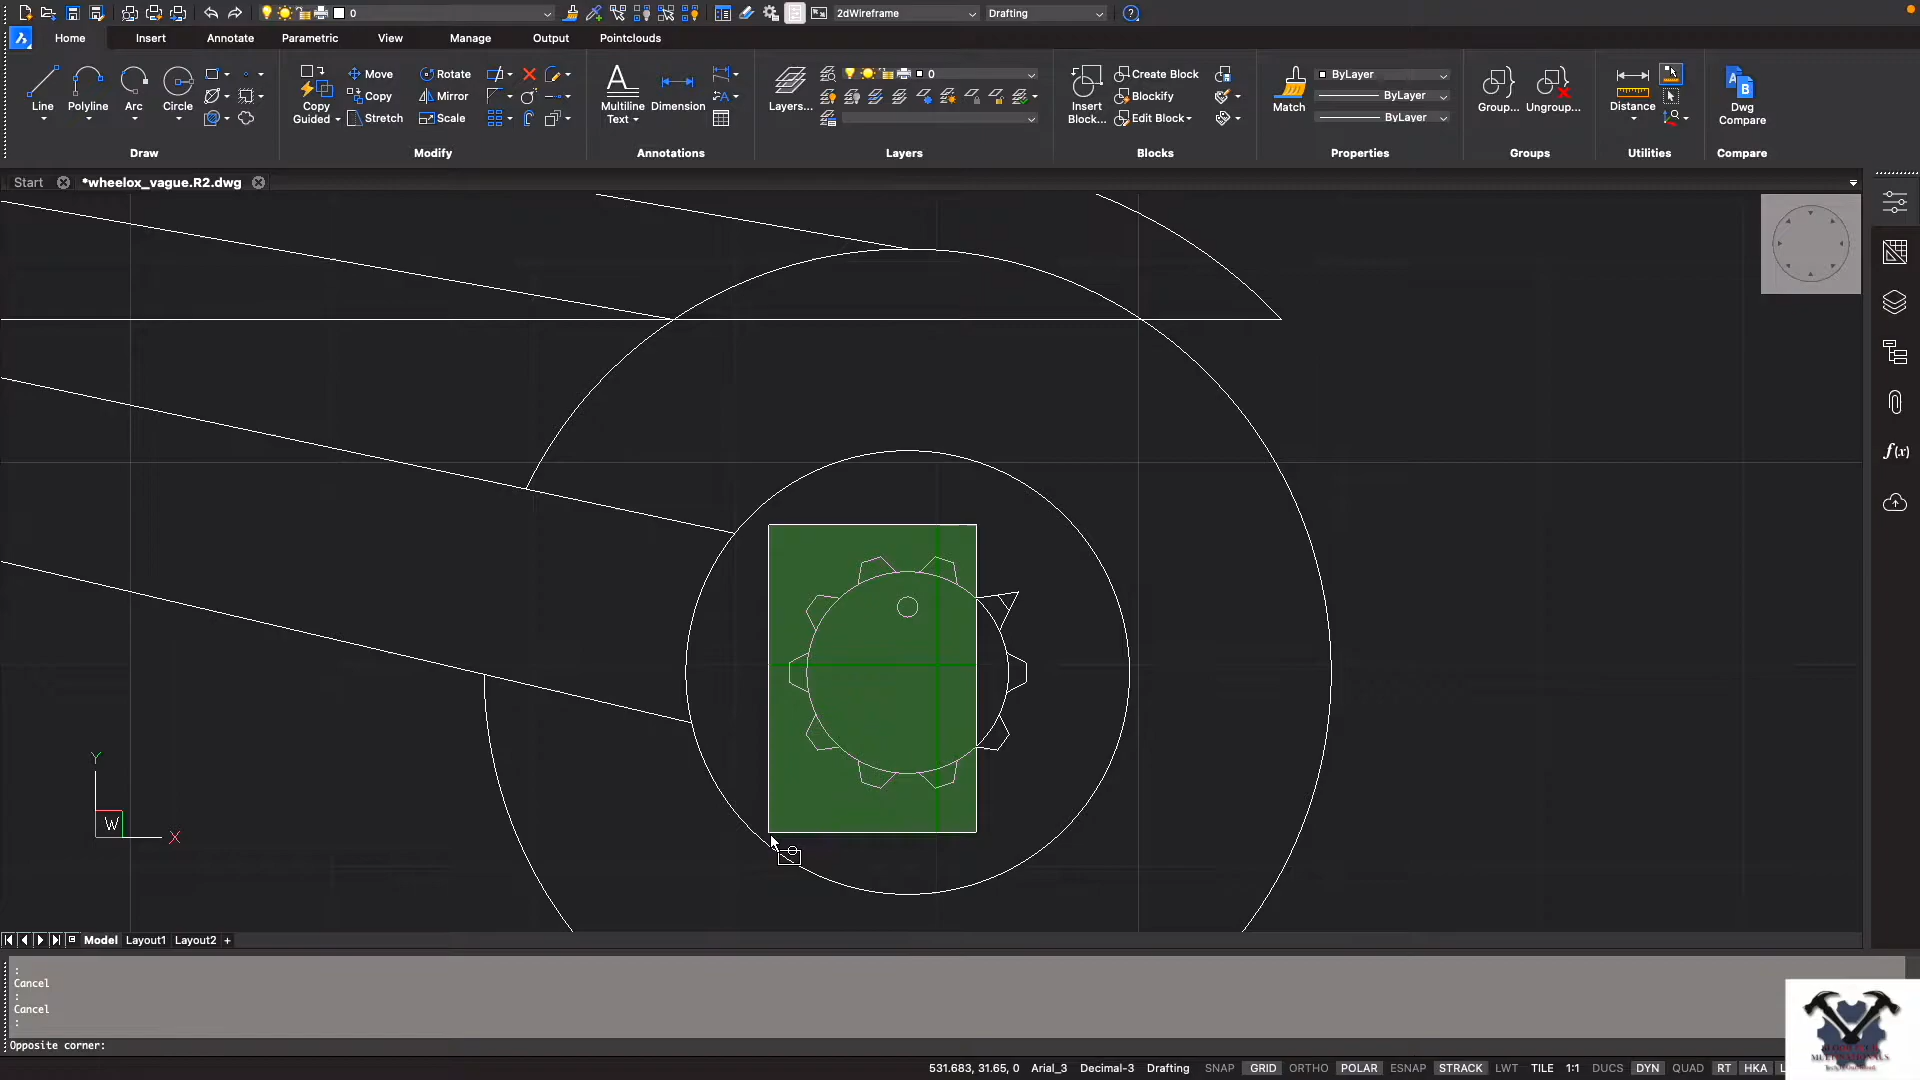 0
2dWireframe
Drafting
Home
Insert
Annotate
Parametric
View
Manage
Output
Pointclouds
Line
Polyline
Arc
Circle
Draw
Copy
Guided
Move
Copy
Stretch
Rotate
Mirror
Scale
Modify
Multiline
Text
Dimension
Annotations
Layers...
0
Layers
Insert
Block...
Create Block
Blockify
Edit Block
Blocks
Match
ByLayer
ByLayer
ByLayer
Properties
Group...
Ungroup...
Groups
Distance
Utilities
Dwg
Compare
Compare
Start
*wheelox_vague.R2.dwg
f(x)
Y
W
X
Model
Layout1
Layout2
+
:
Cancel
:
Cancel
:
Opposite corner:
531.683, 31.65, 0
Arial_3
Decimal-3
Drafting
SNAP
GRID
ORTHO
POLAR
ESNAP
STRACK
LWT
TILE
1:1
DUCS
DYN
QUAD
RT
HKA